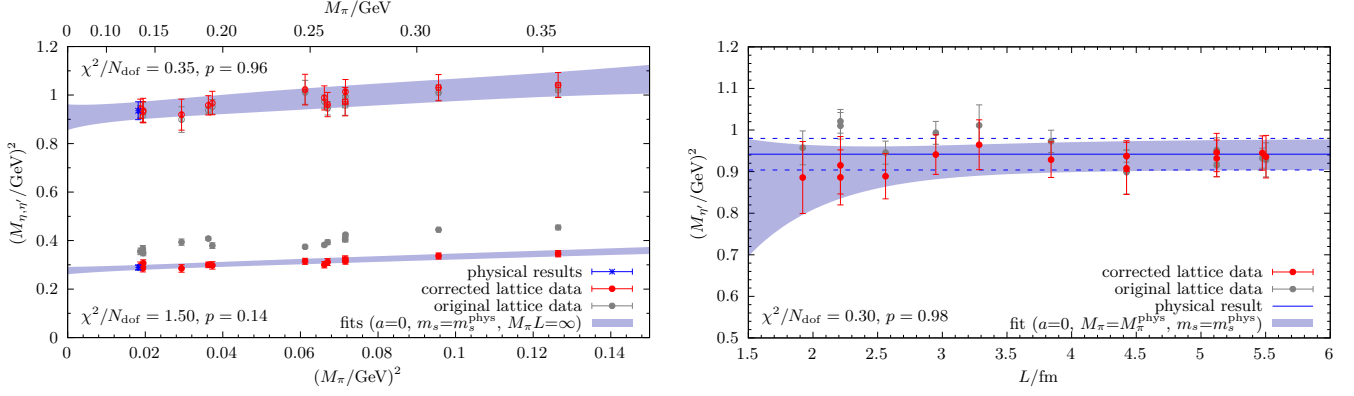 M_π/GeV
0 0.10 0.15 0.20 0.25 0.30 0.35
1.2
1
0.8
0.6
0.4
0.2
0
(M_{η,η′}/GeV)²
χ²/N_dof = 0.35, p = 0.96
physical results
corrected lattice data
original lattice data
fits (a=0, m_s=m_s^phys, M_πL=∞)
χ²/N_dof = 1.50, p = 0.14
0 0.02 0.04 0.06 0.08 0.1 0.12 0.14
(M_π/GeV)²
1.2
1.1
1
0.9
0.8
0.7
0.6
0.5
(M_{η′}/GeV)²
corrected lattice data
original lattice data
physical result
fit (a=0, M_π=M_π^phys, m_s=m_s^phys)
χ²/N_dof = 0.30, p = 0.98
1.5 2 2.5 3 3.5 4 4.5 5 5.5 6
L/fm